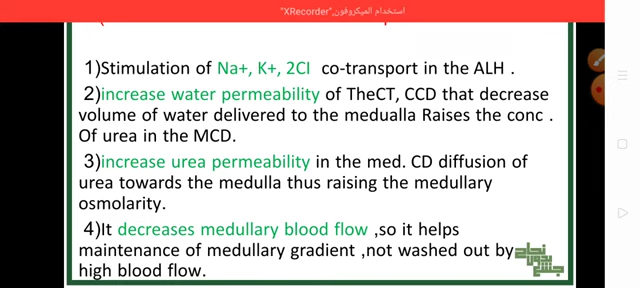 استخدام الميكروفون "XRecorder"
1)Stimulation of Na+, K+, 2Cl co-transport in the ALH .
2)increase water permeability of TheCT, CCD that decrease
volume of water delivered to the medualla Raises the conc .
Of urea in the MCD.
3)increase urea permeability in the med. CD diffusion of
urea towards the medulla thus raising the medullary
osmolarity.
4)It decreases medullary blood flow ,so it helps
maintenance of medullary gradient ,not washed out by
high blood flow.